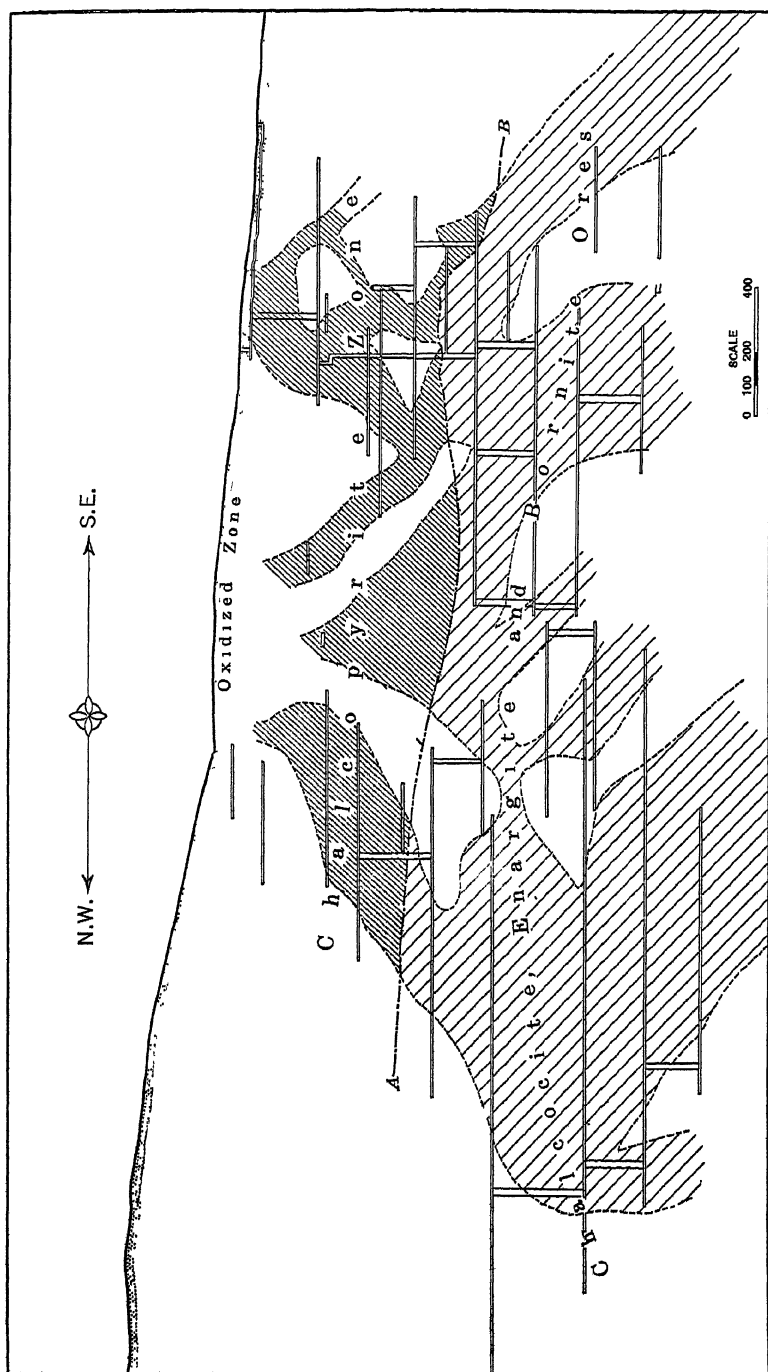 N.W. S.E.
Oxidized Zone
Chalcopyrite Zone
A
B
Chalcocite, Enargite and Bornite Ores
SCALE
0 100 200 400